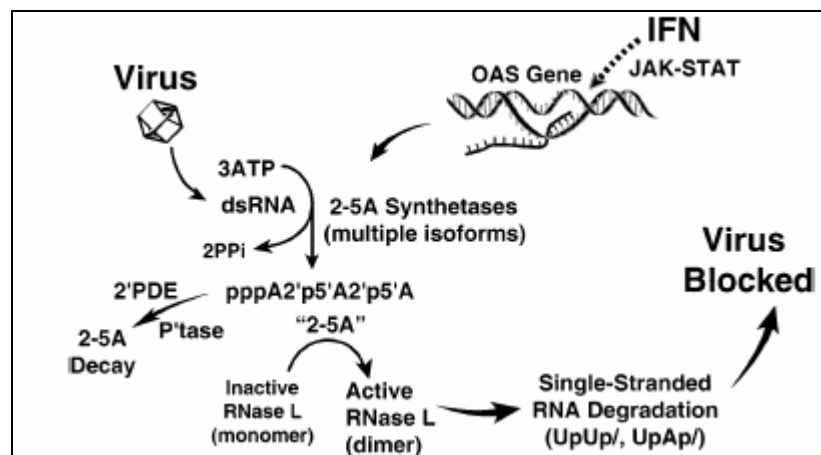 IFN
JAK-STAT
OAS Gene
Virus
3ATP
dsRNA
2-5A Synthetases
(multiple isoforms)
2PPi
Virus
Blocked
2'PDE
pppA2'p5'A2'p5'A
P'tase
"2-5A"
2-5A
Decay
Inactive
RNase L
(monomer)
Active
RNase L
(dimer)
Single-Stranded
RNA Degradation
(UpUp/, UpAp/)